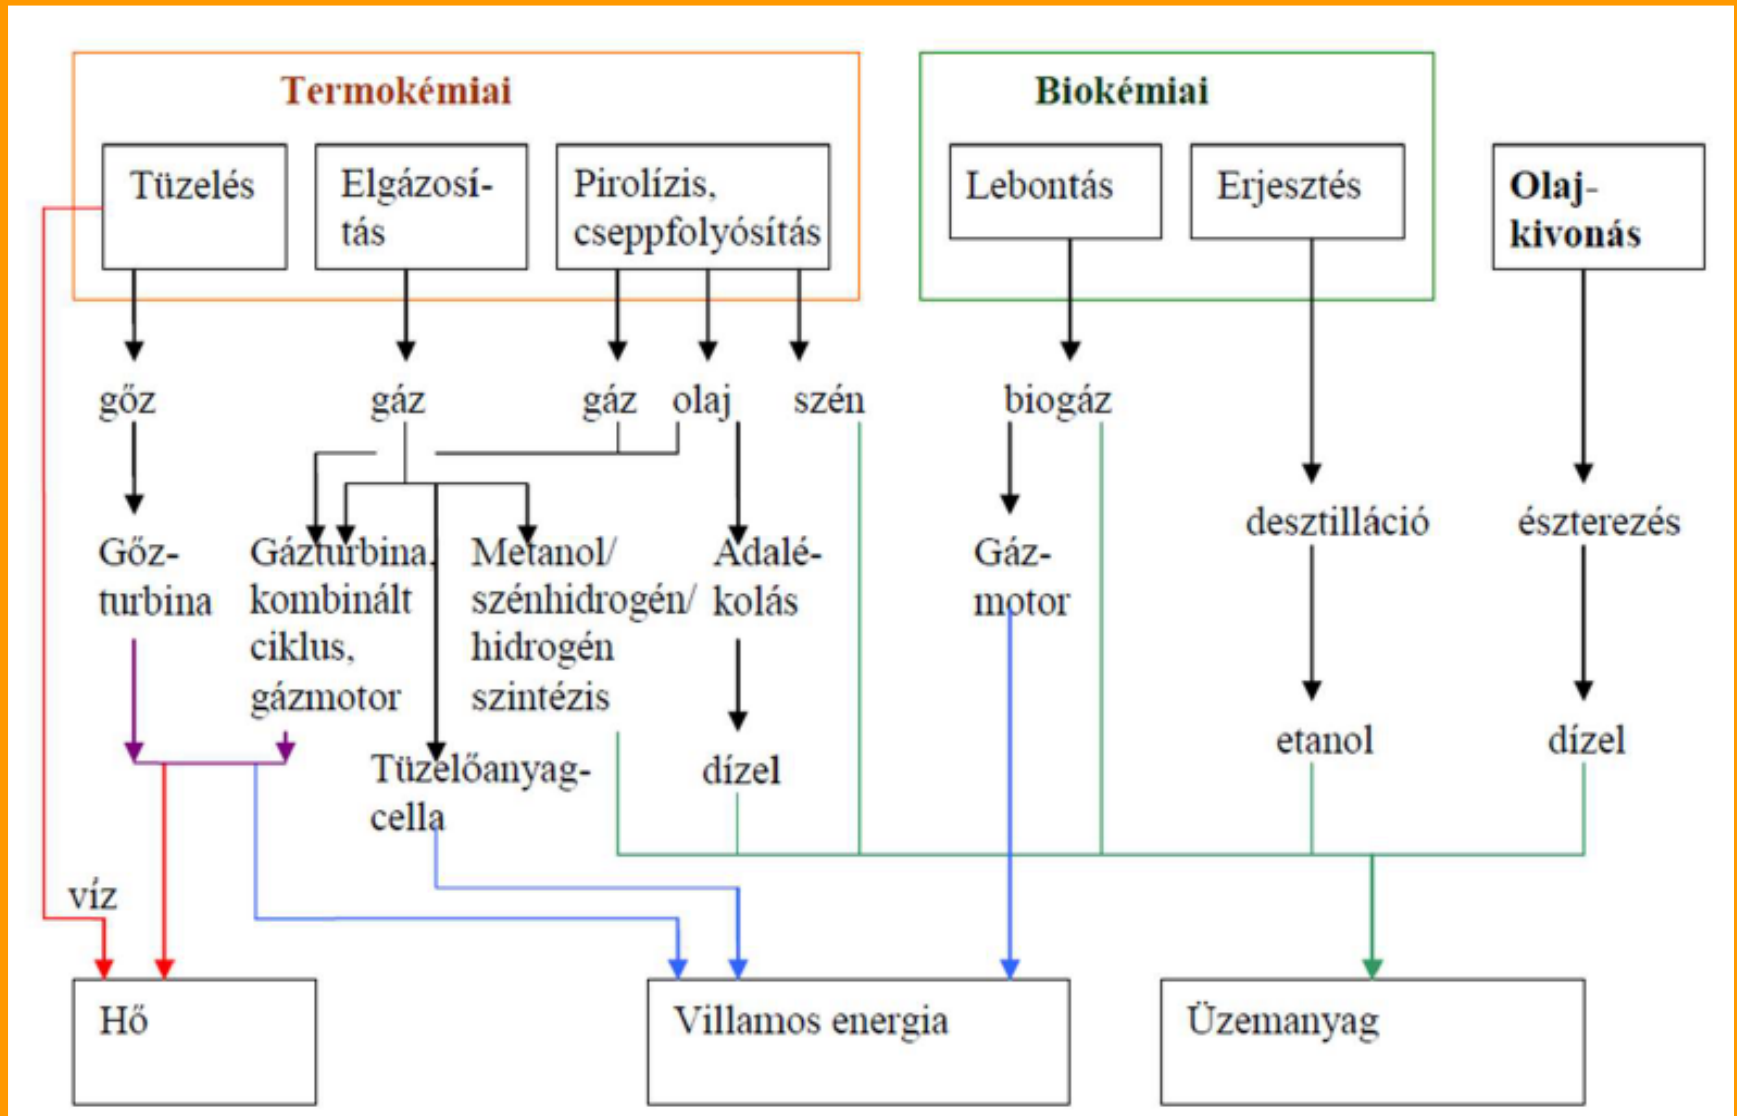 Termokémiai
Biokémiai
Tüzelés
Elgázosí-
tás
Pirolízis,
cseppfolyósítás
Lebontás
Erjesztés
Olaj-
kivonás
gőz
gáz
gáz
olaj
szén
biogáz
desztilláció
észterezés
Gőz-
turbina
Gázturbina,
kombinált
ciklus,
gázmotor
Metanol/
szénhidrogén/
hidrogén
szintézis
Adalé-
kolás
Gáz-
motor
etanol
dízel
Tüzelőanyag-
cella
dízel
víz
Hő
Villamos energia
Üzemanyag